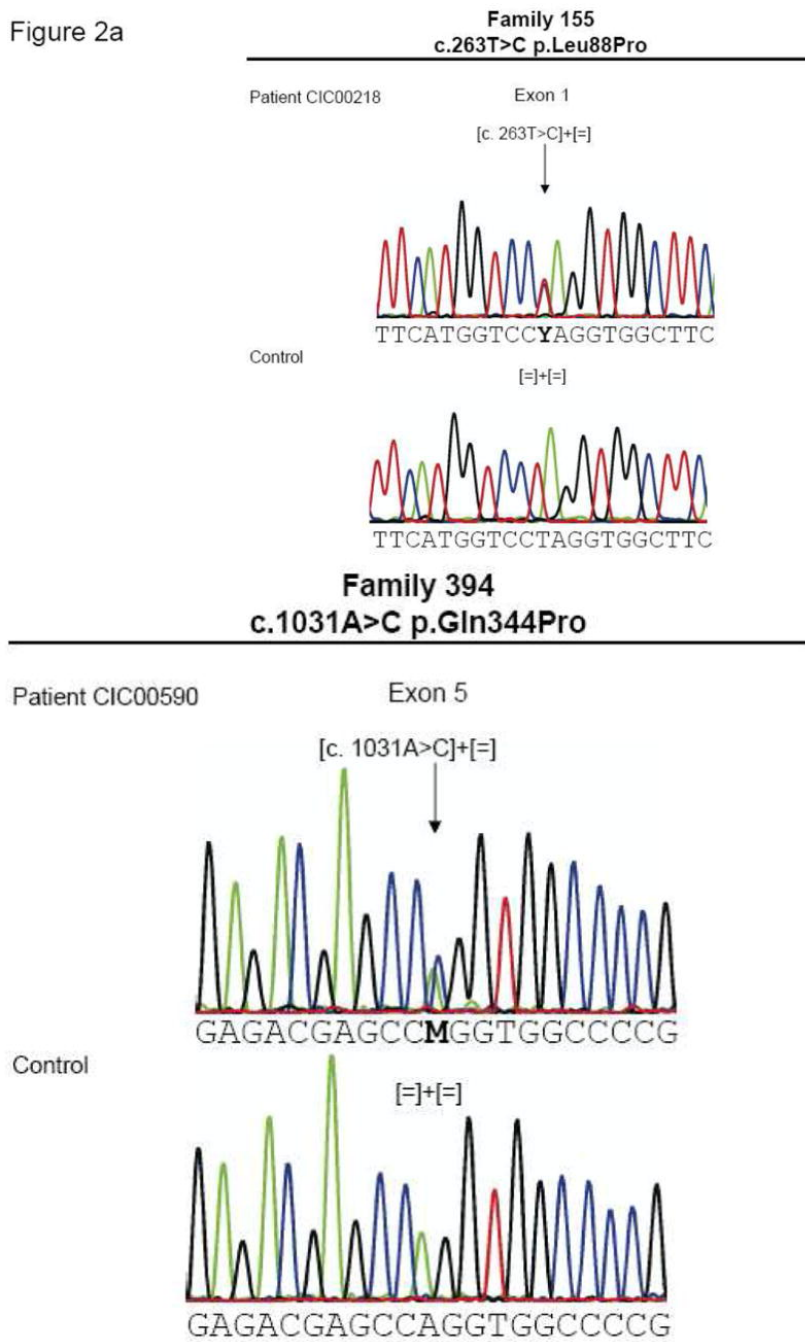 Figure 2a
Family 155
c.263T>C p.Leu88Pro
Patient CIC00218
Exon 1
[c. 263T>C]+[=]
TTCATGGTCCYAGGTGGCTTC
Control
[=]+[=]
TTCATGGTCCTAGGTGGCTTC
Family 394
c.1031A>C p.Gln344Pro
Patient CIC00590
Exon 5
[c. 1031A>C]+[=]
GAGACGAGCCMGGTGGCCCCG
Control
[=]+[=]
GAGACGAGCCAGGTGGCCCCG